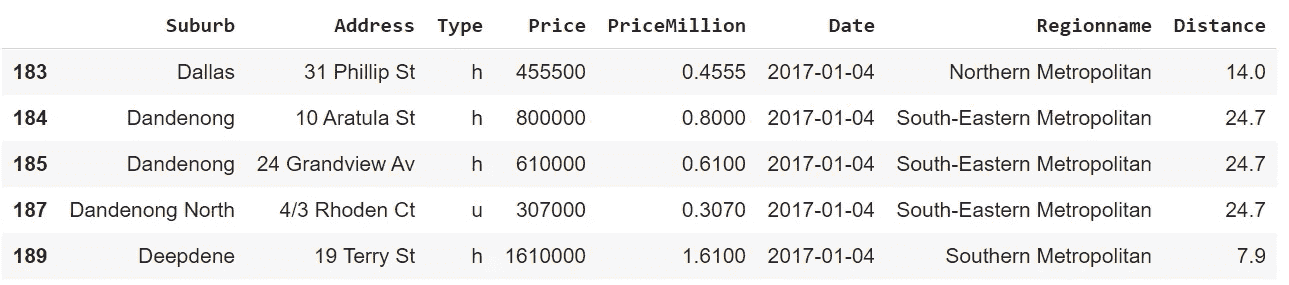 Suburb Address Type Price PriceMillion Date Regionname Distance
183 Dallas 31 Phillip St h 455500 0.4555 2017-01-04 Northern Metropolitan 14.0
184 Dandenong 10 Aratula St h 800000 0.8000 2017-01-04 South-Eastern Metropolitan 24.7
185 Dandenong 24 Grandview Av h 610000 0.6100 2017-01-04 South-Eastern Metropolitan 24.7
187 Dandenong North 4/3 Rhoden Ct u 307000 0.3070 2017-01-04 South-Eastern Metropolitan 24.7
189 Deepdene 19 Terry St h 1610000 1.6100 2017-01-04 Southern Metropolitan 7.9